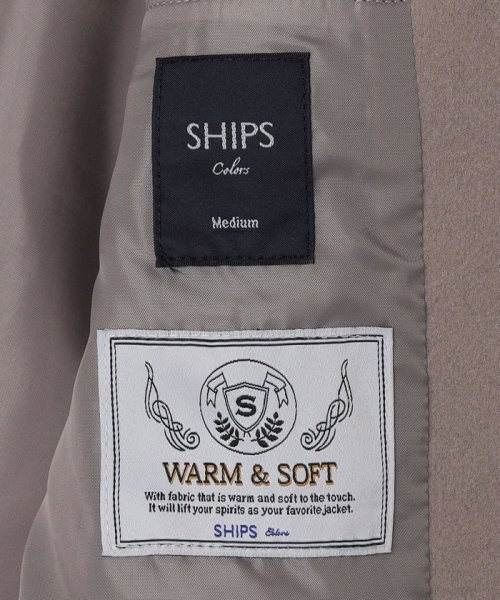 SHIPS
Colors
Medium
S
WARM & SOFT
With fabric that is warm and soft to the touch.
It will lift your spirits as your favorite jacket.
SHIPS Colors